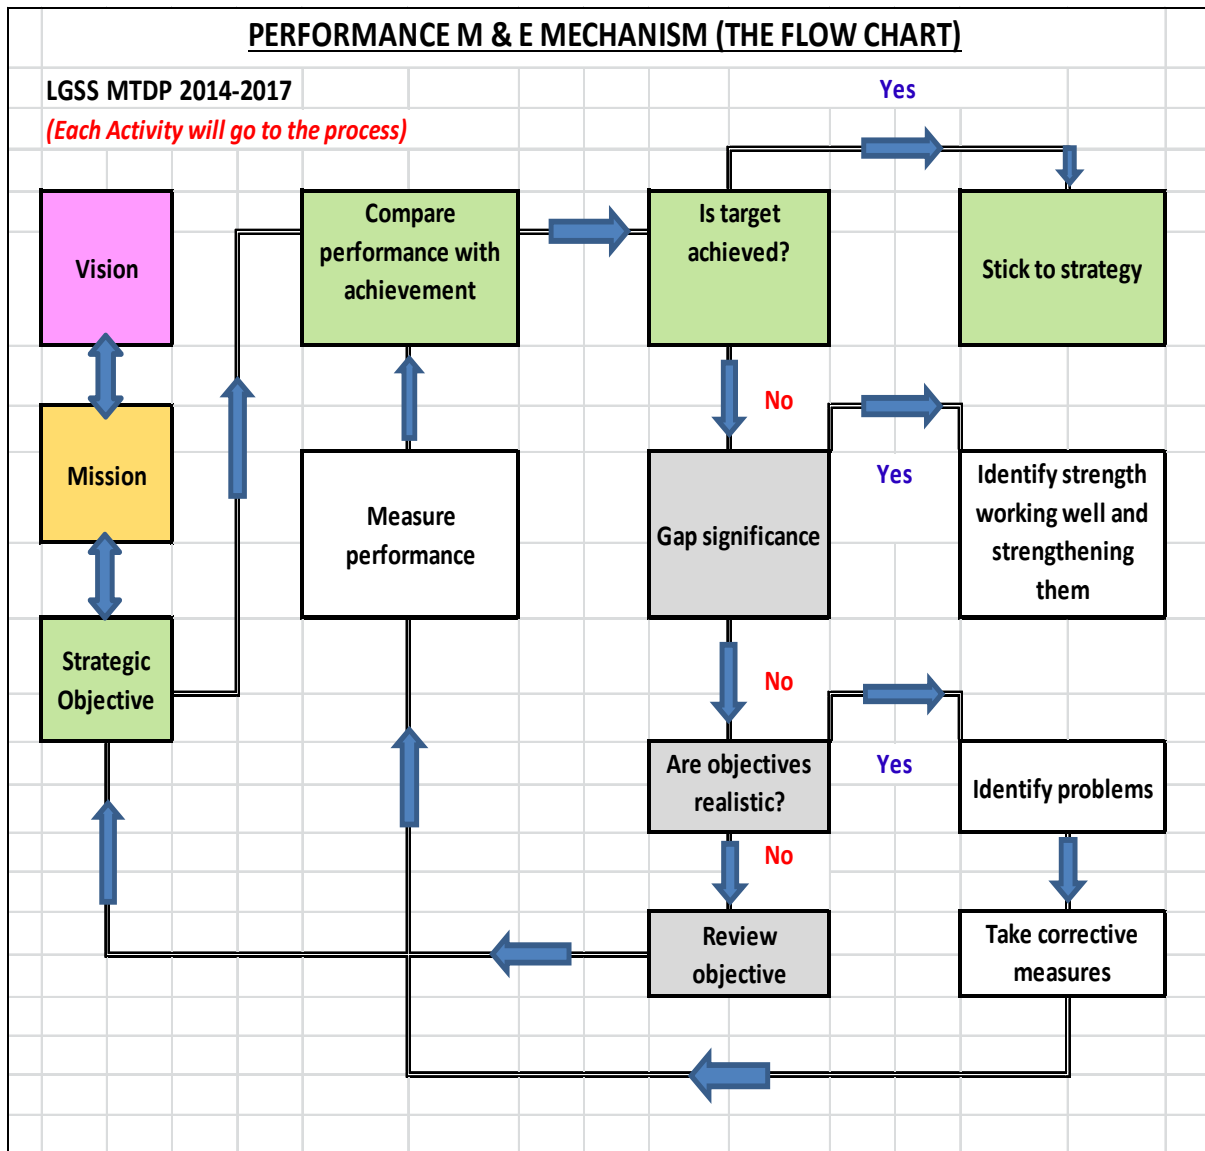 PERFORMANCE M & E MECHANISM (THE FLOW CHART)
LGSS MTDP 2014-2017
(Each Activity will go to the process)
Yes
Vision
Compare
performance with
achievement
Is target
achieved?
Stick to strategy
No
Mission
Measure
performance
Gap significance
Yes
Identify strength
working well and
strengthening
them
Strategic
Objective
No
Are objectives
realistic?
Yes
Identify problems
No
Review
objective
Take corrective
measures